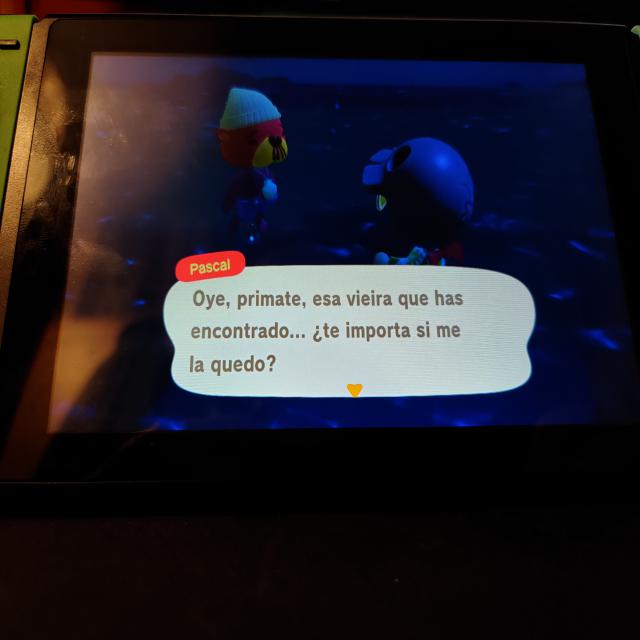 Pascal
Oye, primate, esa vieira que has
encontrado... ¿te importa si me
la quedo?